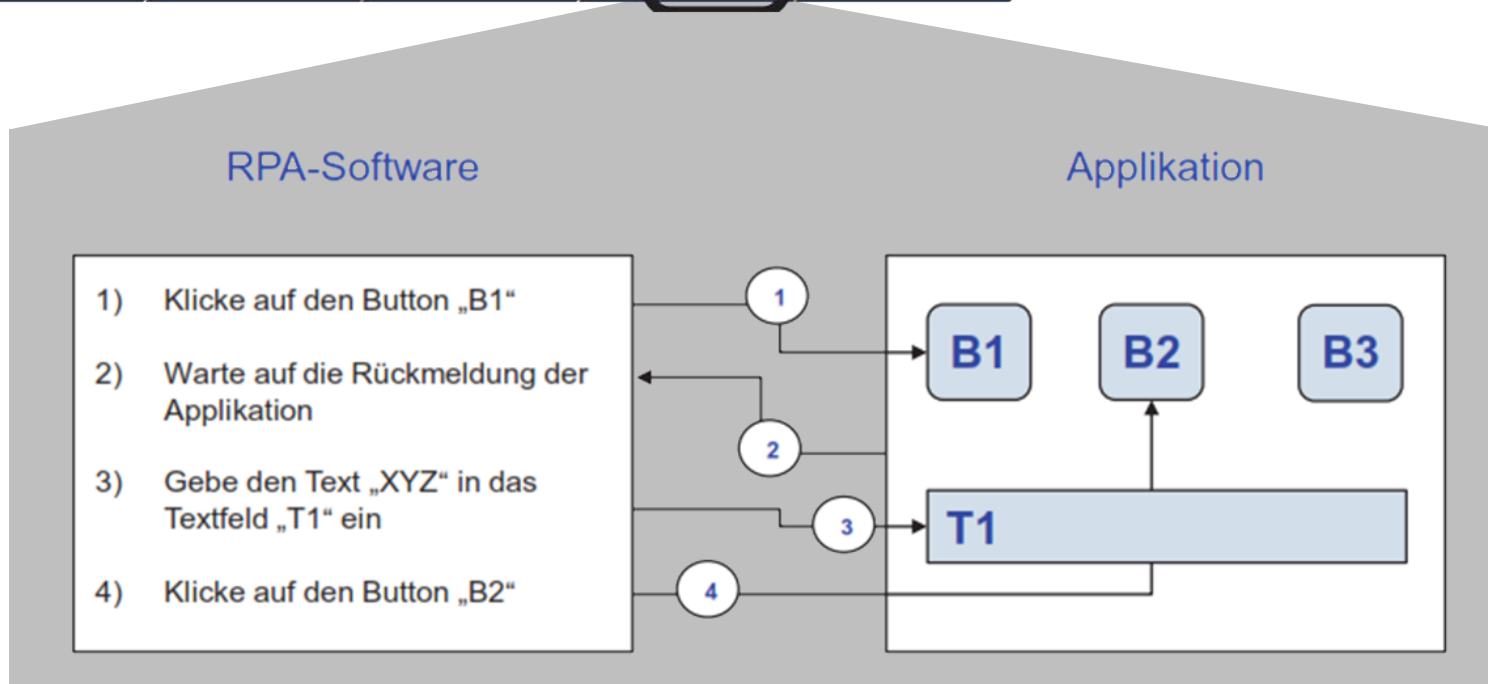 RPA-Software
Applikation
1) Klicke auf den Button „B1“
2) Warte auf die Rückmeldung der
Applikation
3) Gebe den Text „XYZ“ in das
Textfeld „T1“ ein
4) Klicke auf den Button „B2“
1
2
3
4
B1 B2 B3
T1